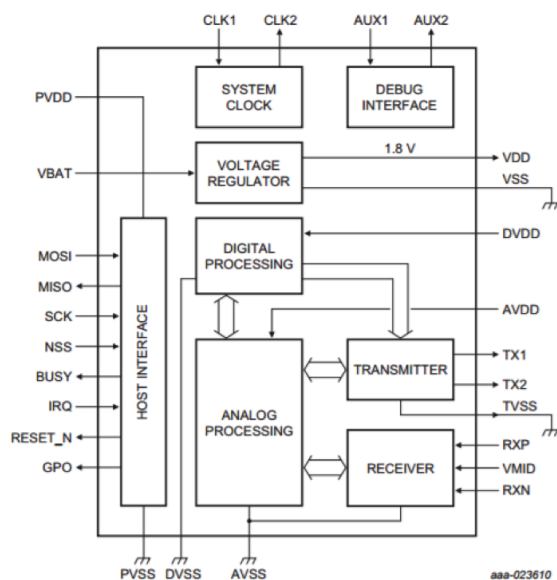 CLK1
CLK2
AUX1
AUX2
PVDD
SYSTEM
CLOCK
DEBUG
INTERFACE
VBAT
VOLTAGE
REGULATOR
1.8 V
VDD
VSS
DIGITAL
PROCESSING
DVDD
MOSI
MISO
SCK
NSS
BUSY
IRQ
RESET_N
GPO
HOST INTERFACE
AVDD
ANALOG
PROCESSING
TRANSMITTER
TX1
TX2
TVSS
RECEIVER
RXP
VMID
RXN
PVSS
DVSS
AVSS
aaa-023610